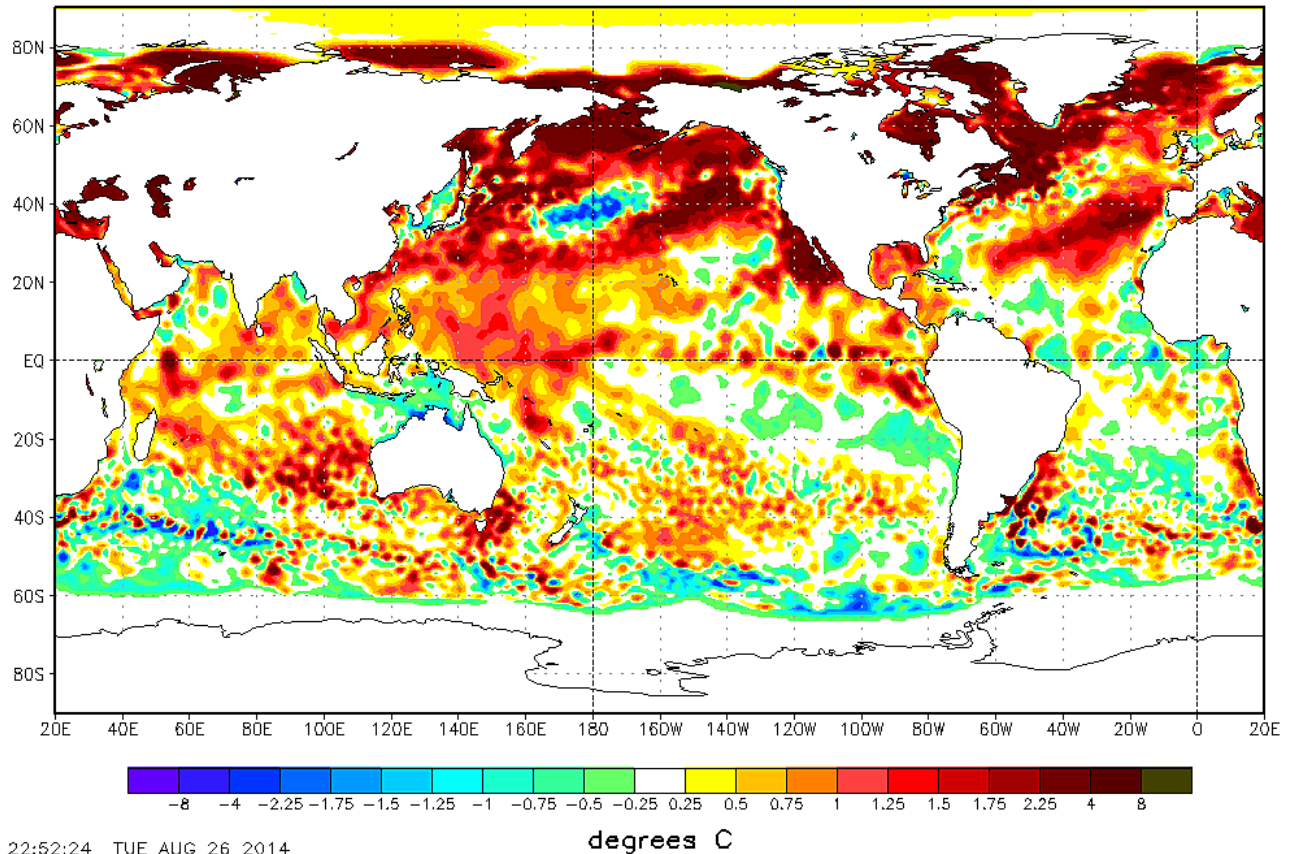 80N
60N
40N
20N
EQ
20S
40S
60S
80S
20E 40E 60E 80E 100E 120E 140E 160E 180 160W 140W 120W 100W 80W 60W 40W 20W 0 20E
-8 -4 -2.25 -1.75 -1.5 -1.25 -1 -0.75 -0.5 -0.25 0.25 0.5 0.75 1 1.25 1.5 1.75 2.25 4 8
degrees C
22:52:24 TUE AUG 26 2014